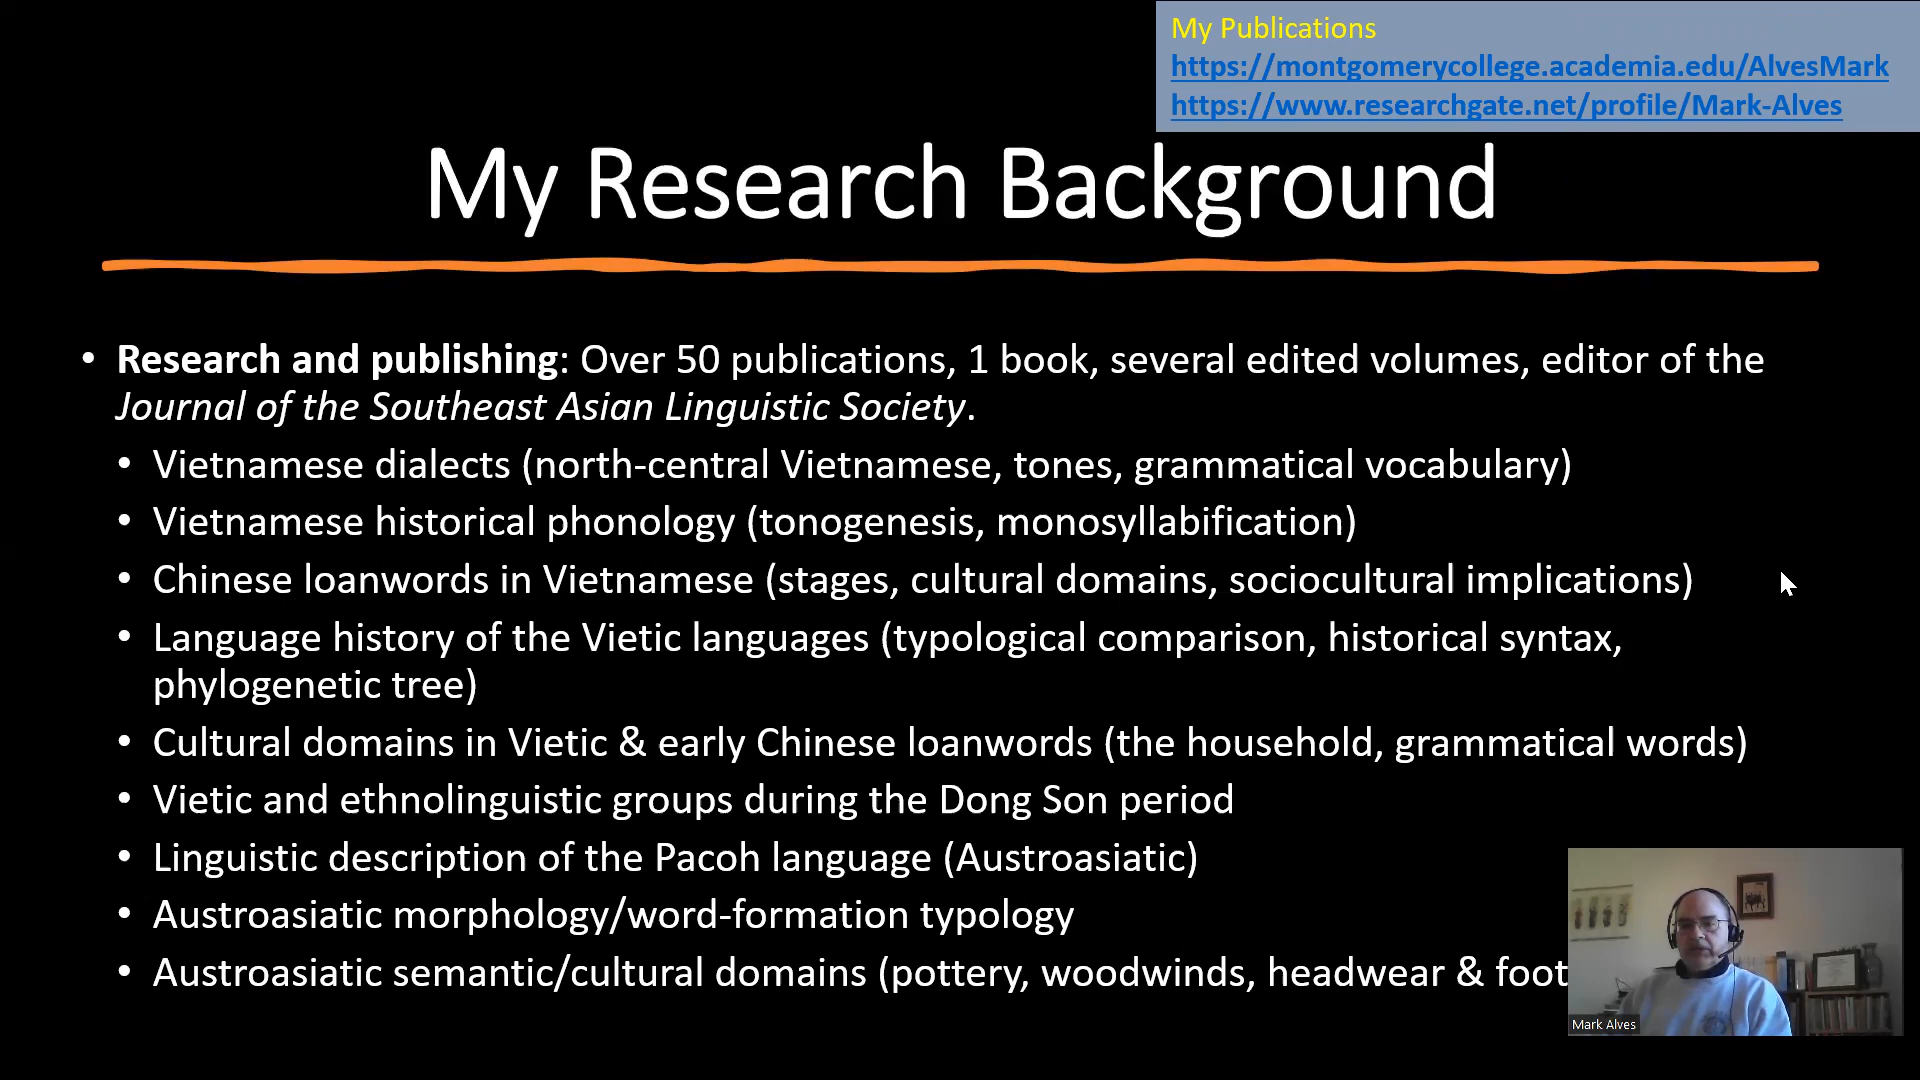 My Publications
https://montgomerycollege.academia.edu/AlvesMark
https://www.researchgate.net/profile/Mark-Alves
My Research Background
• Research and publishing: Over 50 publications, 1 book, several edited volumes, editor of the
Journal of the Southeast Asian Linguistic Society.
• Vietnamese dialects (north-central Vietnamese, tones, grammatical vocabulary)
• Vietnamese historical phonology (tonogenesis, monosyllabification)
• Chinese loanwords in Vietnamese (stages, cultural domains, sociocultural implications)
• Language history of the Vietic languages (typological comparison, historical syntax,
phylogenetic tree)
• Cultural domains in Vietic & early Chinese loanwords (the household, grammatical words)
• Vietic and ethnolinguistic groups during the Dong Son period
• Linguistic description of the Pacoh language (Austroasiatic)
• Austroasiatic morphology/word-formation typology
• Austroasiatic semantic/cultural domains (pottery, woodwinds, headwear & foot
Mark Alves